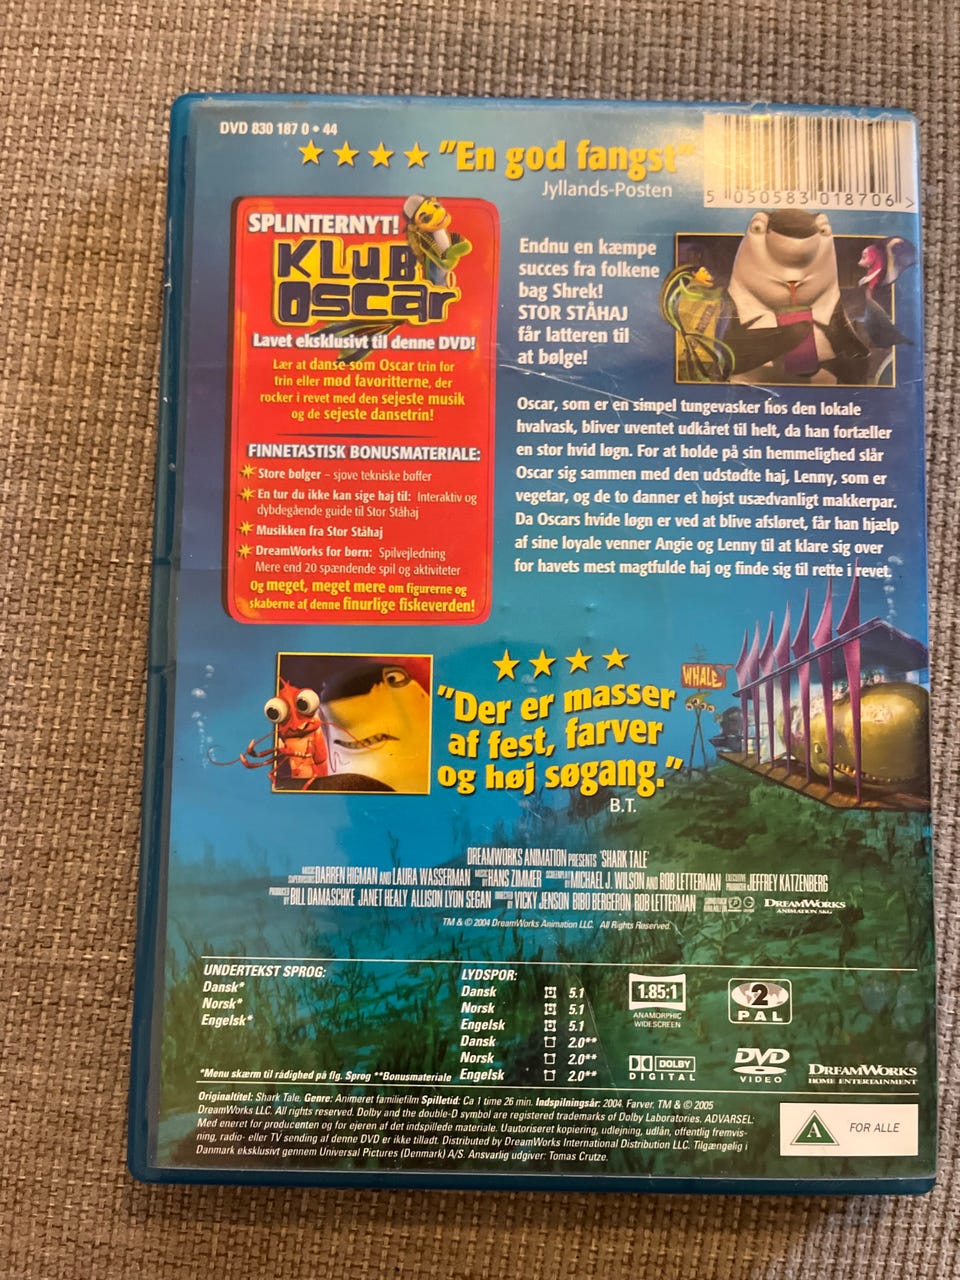 DVD 830 187 0 • 44
"En god fangst"
Jyllands-Posten
5 050583 018706 >
SPLINTERNYT!
KLUB
OSCAR
Lavet eksklusivt til denne DVD!
Lær at danse som Oscar trin for
trin eller mød favoritterne, der
rocker i revet med den sejeste musik
og de sejeste dansetrin!
FINNETASTISK BONUSMATERIALE:
Store bølger – sjove tekniske bøffer
En tur du ikke kan sige haj til: Interaktiv og
dybdegående guide til Stor Ståhaj
Musikken fra Stor Ståhaj
DreamWorks for børn: Spilvejledning
Mere end 20 spændende spil og aktiviteter
Og meget, meget mere om figurerne og
skaberne af denne finurlige fiskeverden!
Endnu en kæmpe
succes fra folkene
bag Shrek!
STOR STÅHAJ
får latteren til
at bølge!
Oscar, som er en simpel tungevasker hos den lokale
hvalvask, bliver uventet udkåret til helt, da han fortæller
en stor hvid løgn. For at holde på sin hemmelighed slår
Oscar sig sammen med den udstødte haj, Lenny, som er
vegetar, og de to danner et højst usædvanligt makkerpar.
Da Oscars hvide løgn er ved at blive afsløret, får han hjælp
af sine loyale venner Angie og Lenny til at klare sig over
for havets mest magtfulde haj og finde sig til rette i revet.
"Der er masser
af fest, farver
og høj søgang."
B.T.
WHALE
DREAMWORKS ANIMATION PRESENTS 'SHARK TALE'
MUSIC SUPERVISORS DARREN HIGMAN AND LAURA WASSERMAN MUSIC BY HANS ZIMMER SCREENPLAY BY MICHAEL J. WILSON AND ROB LETTERMAN EXECUTIVE PRODUCER JEFFREY KATZENBERG
PRODUCED BY BILL DAMASCHKE JANET HEALY ALLISON LYON SEGAN DIRECTED BY VICKY JENSON BIBO BERGERON ROB LETTERMAN SOUNDTRACK AVAILABLE ON DREAMWORKS
ANIMATION SKG
TM & © 2004 DreamWorks Animation LLC. All Rights Reserved.
UNDERTEKST SPROG:
Dansk*
Norsk*
Engelsk*
*Menu skærm til rådighed på flg. Sprog **Bonusmateriale
LYDSPOR:
Dansk 5.1
Norsk 5.1
Engelsk 5.1
Dansk 2.0**
Norsk 2.0**
Engelsk 2.0**
1.85:1
ANAMORPHIC
WIDESCREEN
2
PAL
DOLBY
DIGITAL
DVD
VIDEO
DREAMWORKS
HOME ENTERTAINMENT
Originaltitel: Shark Tale. Genre: Animeret familiefilm Spilletid: Ca 1 time 26 min. Indspilningsår: 2004. Farver. TM & © 2005
DreamWorks LLC. All rights reserved. Dolby and the double-D symbol are registered trademarks of Dolby Laboratories. ADVARSEL:
Med eneret for producenten og for ejeren af det indspillede materiale. Uautoriseret kopiering, udlejning, udlån, offentlig fremvis-
ning, radio- eller TV sending af denne DVD er ikke tilladt. Distributed by DreamWorks International Distribution LLC. Tilgængelig i
Danmark eksklusivt gennem Universal Pictures (Denmark) A/S. Ansvarlig udgiver: Tomas Crutze.
A
FOR ALLE